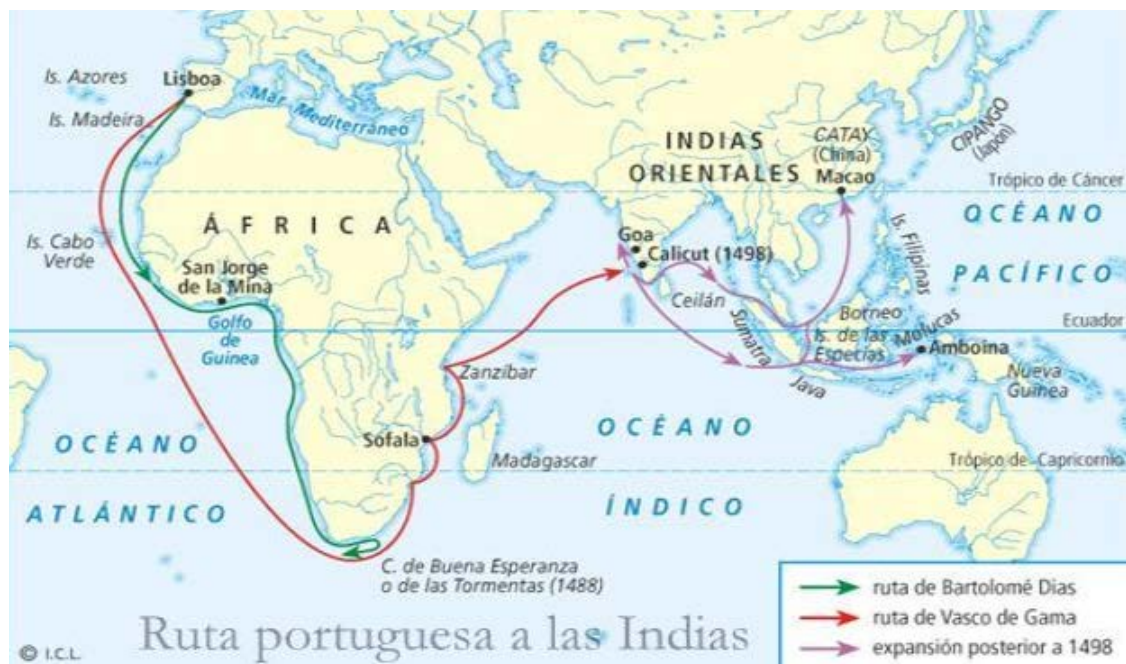 Is. Azores
Lisboa
Is. Madeira
Mar Mediterráneo
INDIAS
ORIENTALES
CATAY
(China)
Macao
CIPANGO
(Japón)
Trópico de Cáncer
OCÉANO
PACÍFICO
ÁFRICA
Is. Cabo
Verde
San Jorge
de la Mina
Golfo
de
Guinea
Goa
Calicut (1498)
Ceilán
Is. Filipinas
Ecuador
Sumatra
Borneo
Is. de las
Especias
Molucas
Amboina
Java
Nueva
Guinea
Zanzíbar
Sofala
Madagascar
OCÉANO
ATLÁNTICO
OCÉANO
ÍNDICO
Trópico de Capricornio
C. de Buena Esperanza
o de las Tormentas (1488)
ruta de Bartolomé Dias
ruta de Vasco de Gama
expansión posterior a 1498
Ruta portuguesa a las Indias
© I.C.L.